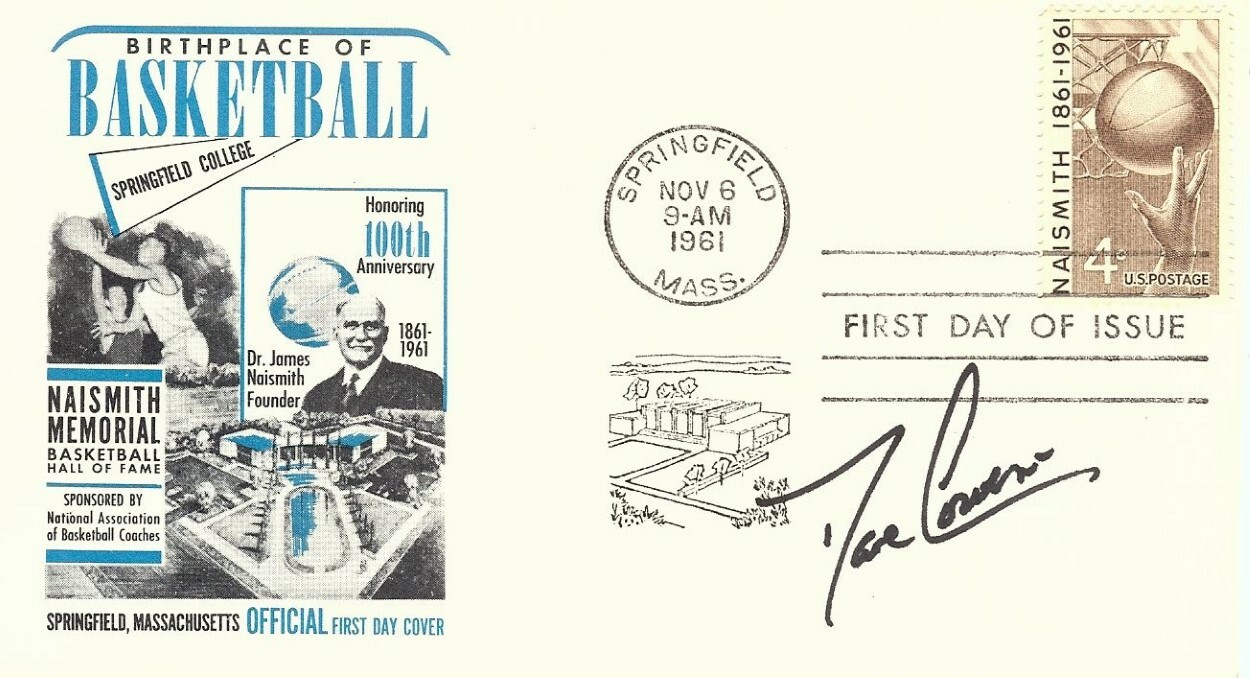 BIRTHPLACE OF
BASKETBALL
SPRINGFIELD COLLEGE
Honoring
100th
Anniversary
1861-
1961
Dr. James
Naismith
Founder
NAISMITH
MEMORIAL
BASKETBALL
HALL OF FAME
SPONSORED BY
National Association
of Basketball Coaches
SPRINGFIELD, MASSACHUSETTS OFFICIAL FIRST DAY COVER
SPRINGFIELD
NOV 6
9-AM
1961
MASS.
NAISMITH 1861-1961
4¢
U.S. POSTAGE
FIRST DAY OF ISSUE
Dave Cowens